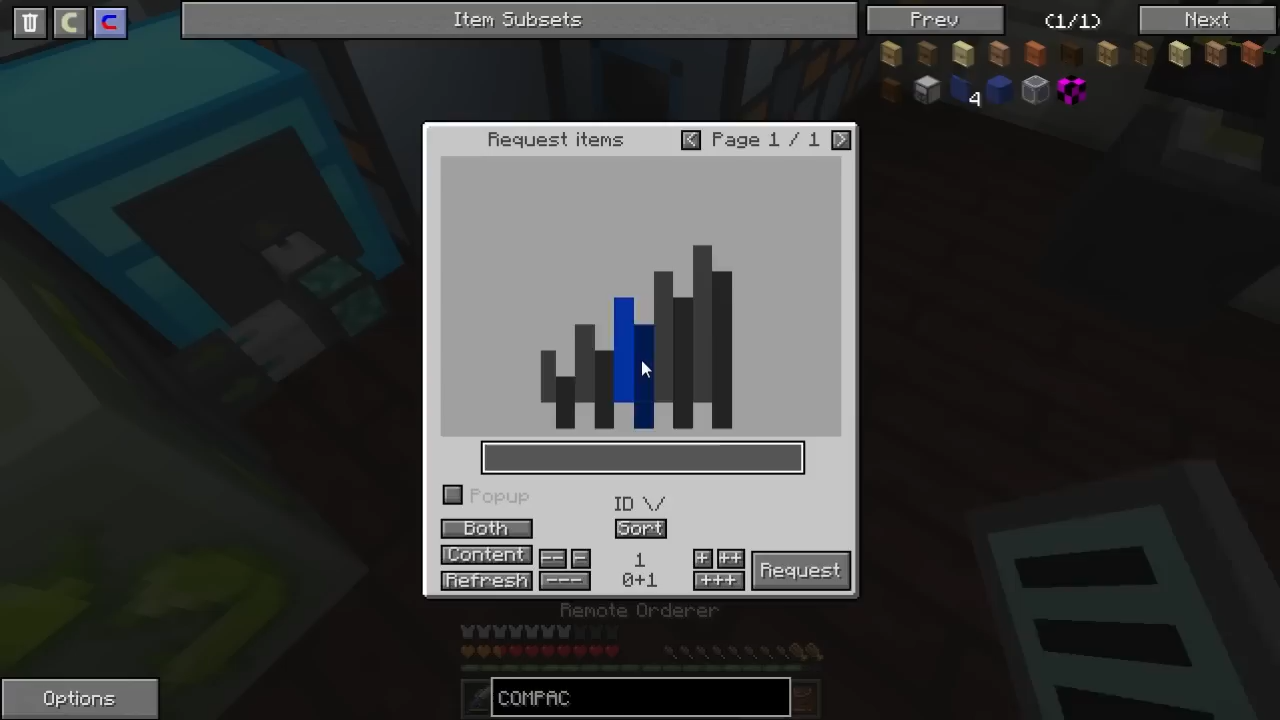 Item Subsets
Prev
(1/1)
Next
4
Request items
Page 1 / 1
Popup
ID \/
Both
Sort
Content
-- -
1
+ ++
Refresh
---
0+1
+++
Request
Remote Orderer
Options
COMPAC